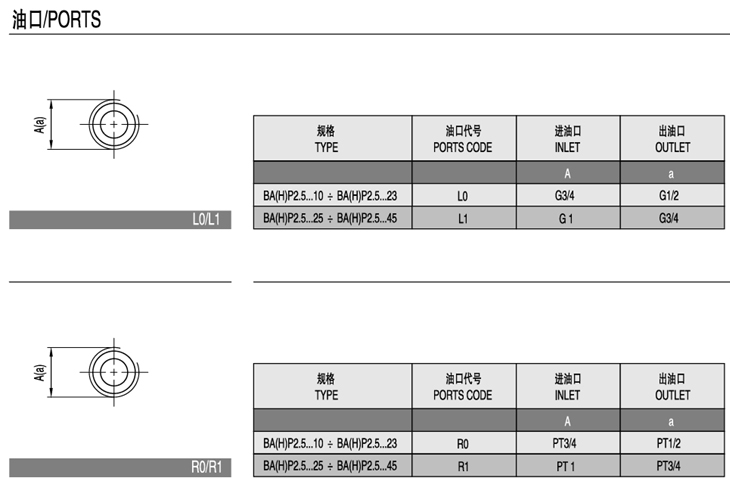 油口/PORTS
A(a)
L0/L1
规格 油口代号 进油口 出油口
TYPE PORTS CODE INLET OUTLET
A a
BA(H)P2.5...10 ÷ BA(H)P2.5...23 L0 G3/4 G1/2
BA(H)P2.5...25 ÷ BA(H)P2.5...45 L1 G 1 G3/4
A(a)
R0/R1
规格 油口代号 进油口 出油口
TYPE PORTS CODE INLET OUTLET
A a
BA(H)P2.5...10 ÷ BA(H)P2.5...23 R0 PT3/4 PT1/2
BA(H)P2.5...25 ÷ BA(H)P2.5...45 R1 PT 1 PT3/4